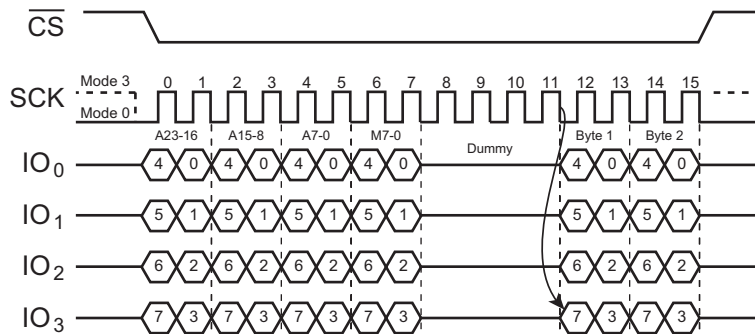 CS
0 1 2 3 4 5 6 7 8 9 10 11 12 13 14 15
Mode 3
SCK
Mode 0
A23-16 A15-8 A7-0 M7-0 Dummy Byte 1 Byte 2
IO0 4 0 4 0 4 0 4 0 4 0 4 0
IO1 5 1 5 1 5 1 5 1 5 1 5 1
IO2 6 2 6 2 6 2 6 2 6 2 6 2
IO3 7 3 7 3 7 3 7 3 7 3 7 3